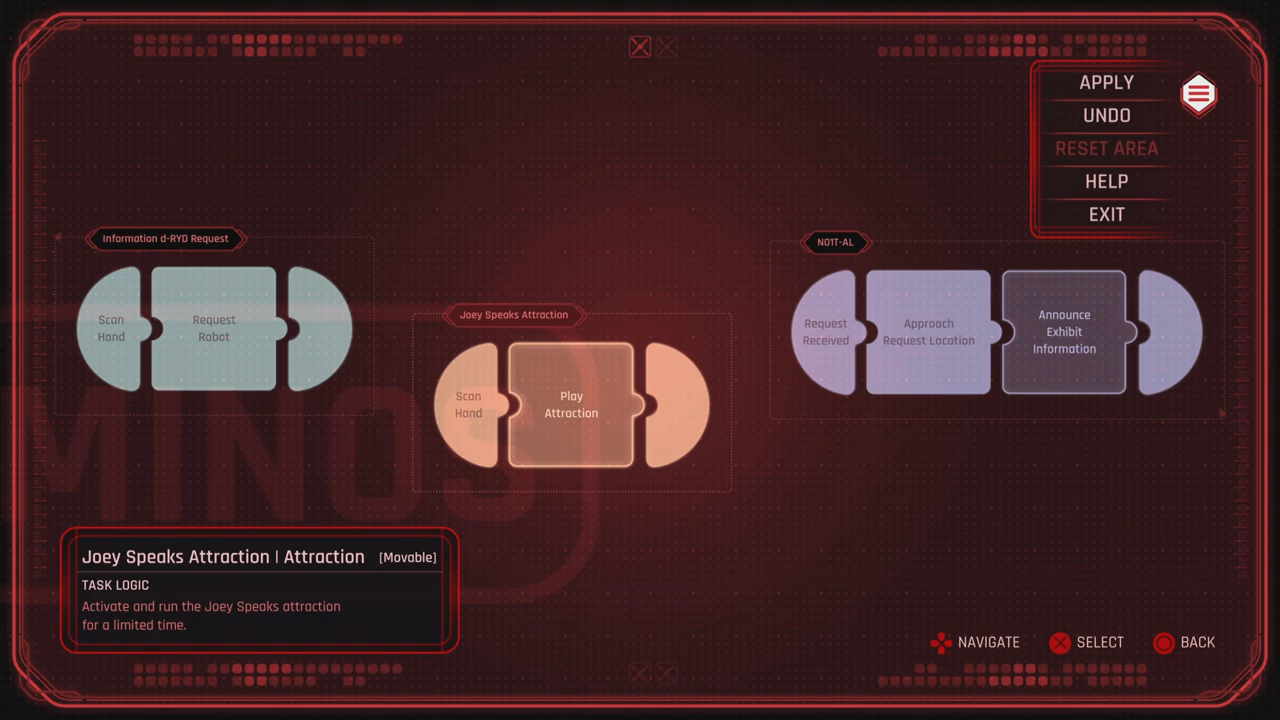 APPLY
UNDO
RESET AREA
HELP
EXIT
Information d-RYD Request
Scan
Hand
Request
Robot
Joey Speaks Attraction
Scan
Hand
Play
Attraction
N01T-AL
Request
Received
Approach
Request Location
Announce
Exhibit
Information
MINOS
Joey Speaks Attraction | Attraction [Movable]
TASK LOGIC
Activate and run the Joey Speaks attraction
for a limited time.
NAVIGATE
SELECT
BACK